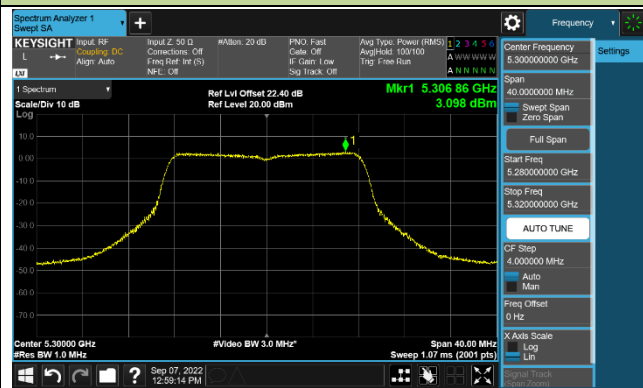 Spectrum Analyzer 1
Swept SA
Frequency
KEYSIGHT
Input: RF
Coupling: DC
Align: Auto
Input Z: 50 Ω
Corrections: Off
Freq Ref: Int (S)
NFE: Off
#Atten: 20 dB
PNO: Fast
Gate: Off
IF Gain: Low
Sig Track: Off
Avg Type: Power (RMS)
Avg|Hold: 100/100
Trig: Free Run
1 2 3 4 5 6
A W W W W W
A N N N N N
L
LXI
1 Spectrum
Scale/Div 10 dB
Log
Ref Lvl Offset 22.40 dB
Ref Level 20.00 dBm
Mkr1 5.306 86 GHz
3.098 dBm
1
10.0
0.00
-10.0
-20.0
-30.0
-40.0
-50.0
-60.0
-70.0
Center 5.30000 GHz
#Res BW 1.0 MHz
#Video BW 3.0 MHz*
Span 40.00 MHz
Sweep 1.07 ms (2001 pts)
Sep 07, 2022
12:59:14 PM
?
Center Frequency
5.300000000 GHz
Settings
Span
40.0000000 MHz
Swept Span
Zero Span
Full Span
Start Freq
5.280000000 GHz
Stop Freq
5.320000000 GHz
AUTO TUNE
CF Step
4.000000 MHz
Auto
Man
Freq Offset
0 Hz
X Axis Scale
Log
Lin
Signal Track
(Span Zoom)